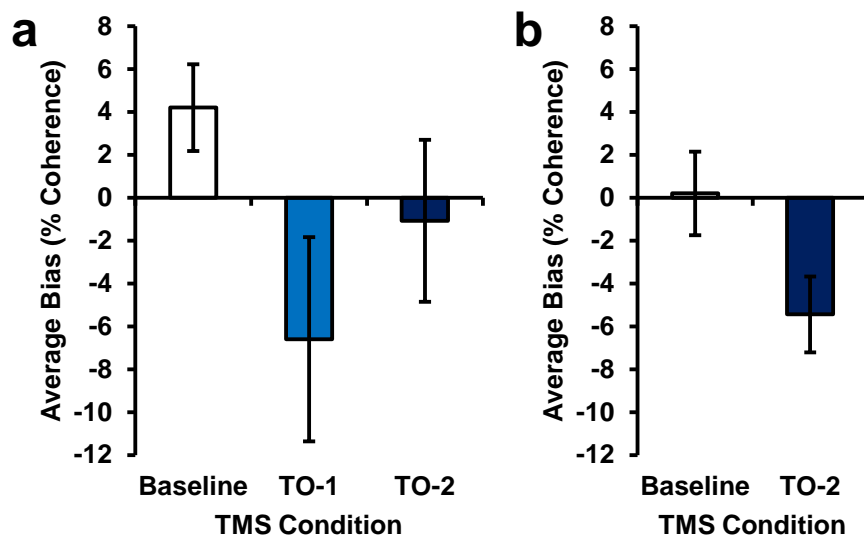 a
Average Bias (% Coherence)
8
6
4
2
0
-2
-4
-6
-8
-10
-12
Baseline TO-1 TO-2
TMS Condition
b
Average Bias (% Coherence)
8
6
4
2
0
-2
-4
-6
-8
-10
-12
Baseline TO-2
TMS Condition